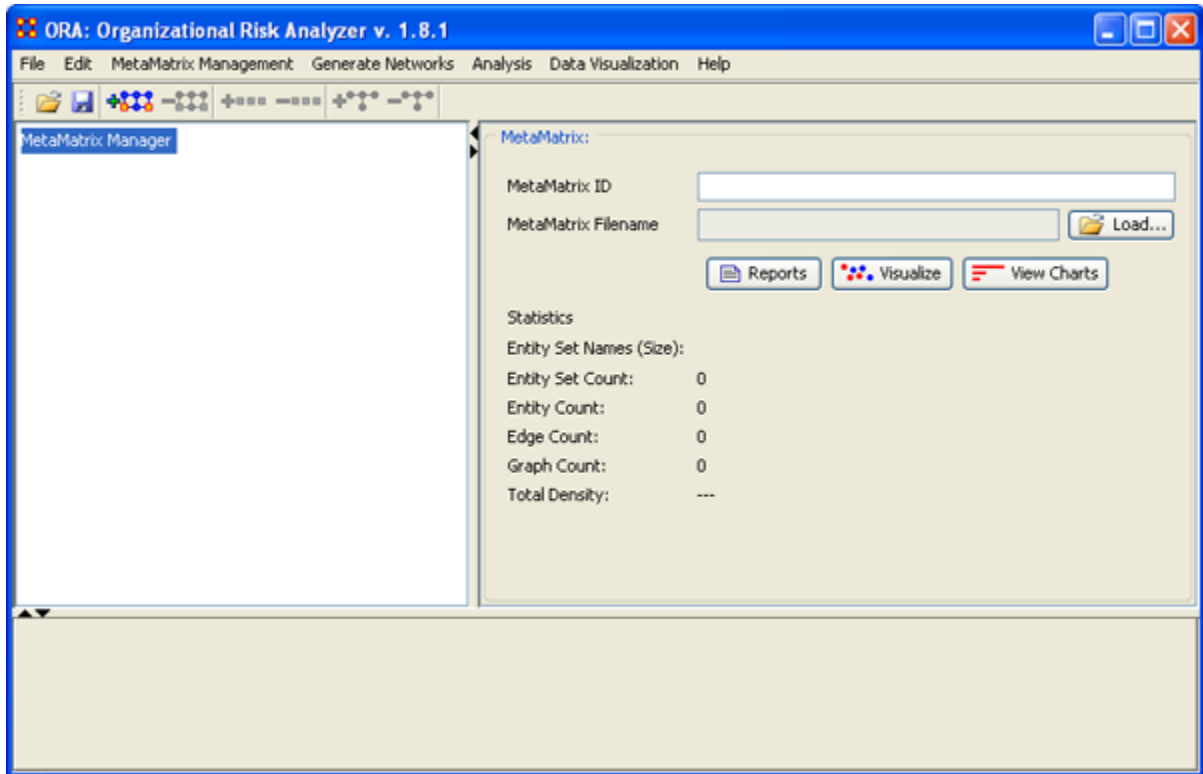 ORA: Organizational Risk Analyzer v. 1.8.1
File Edit MetaMatrix Management Generate Networks Analysis Data Visualization Help
MetaMatrix Manager
MetaMatrix:
MetaMatrix ID
MetaMatrix Filename Load...
Reports Visualize View Charts
Statistics
Entity Set Names (Size):
Entity Set Count: 0
Entity Count: 0
Edge Count: 0
Graph Count: 0
Total Density: ---